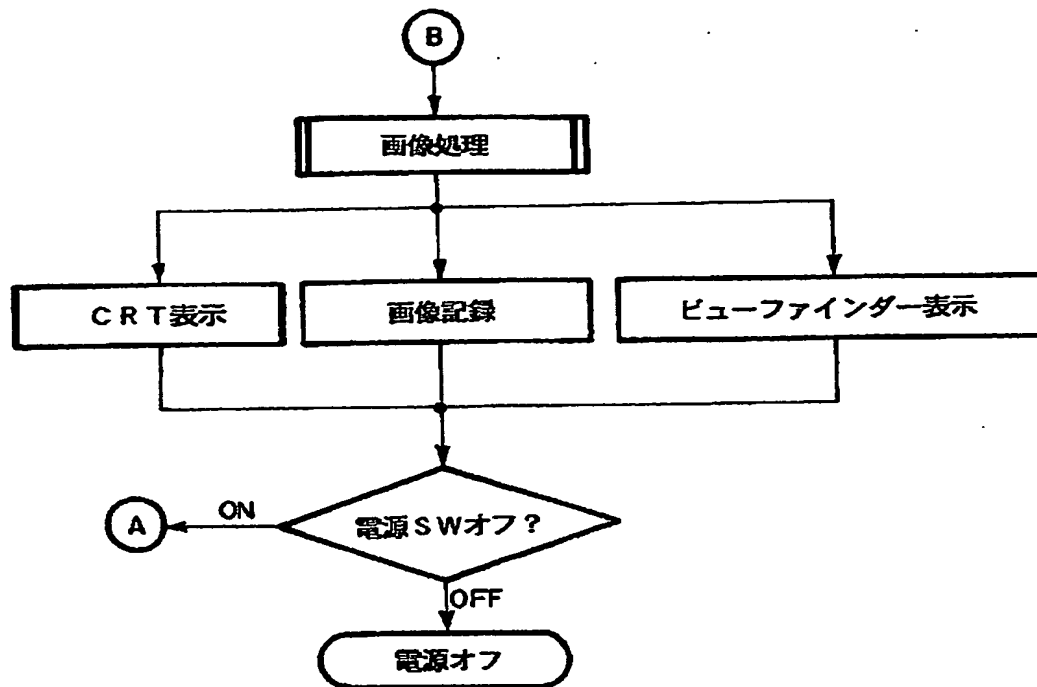 B
画像処理
CRT表示
画像記録
ビューファインダー表示
電源SWオフ?
ON
A
OFF
電源オフ